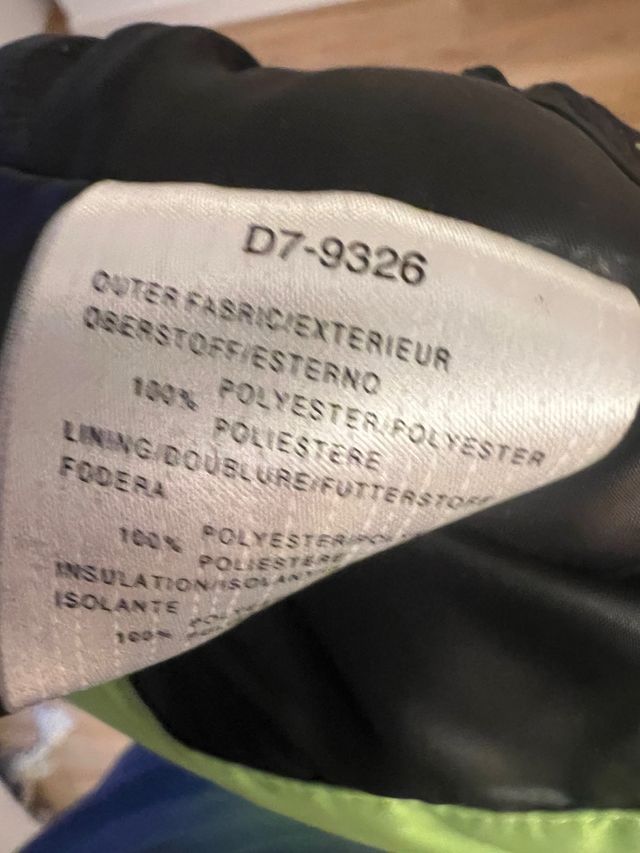 D7-9326
OUTER FABRIC/EXTERIEUR
OBERSTOFF/ESTERNO
100% POLYESTER/POLYESTER
POLIESTERE
LINING/DOUBLURE/FUTTERSTOFF
FODERA
100% POLYESTER/
POLIESTERE
INSULATION/ISOLANT
ISOLANTE
100%